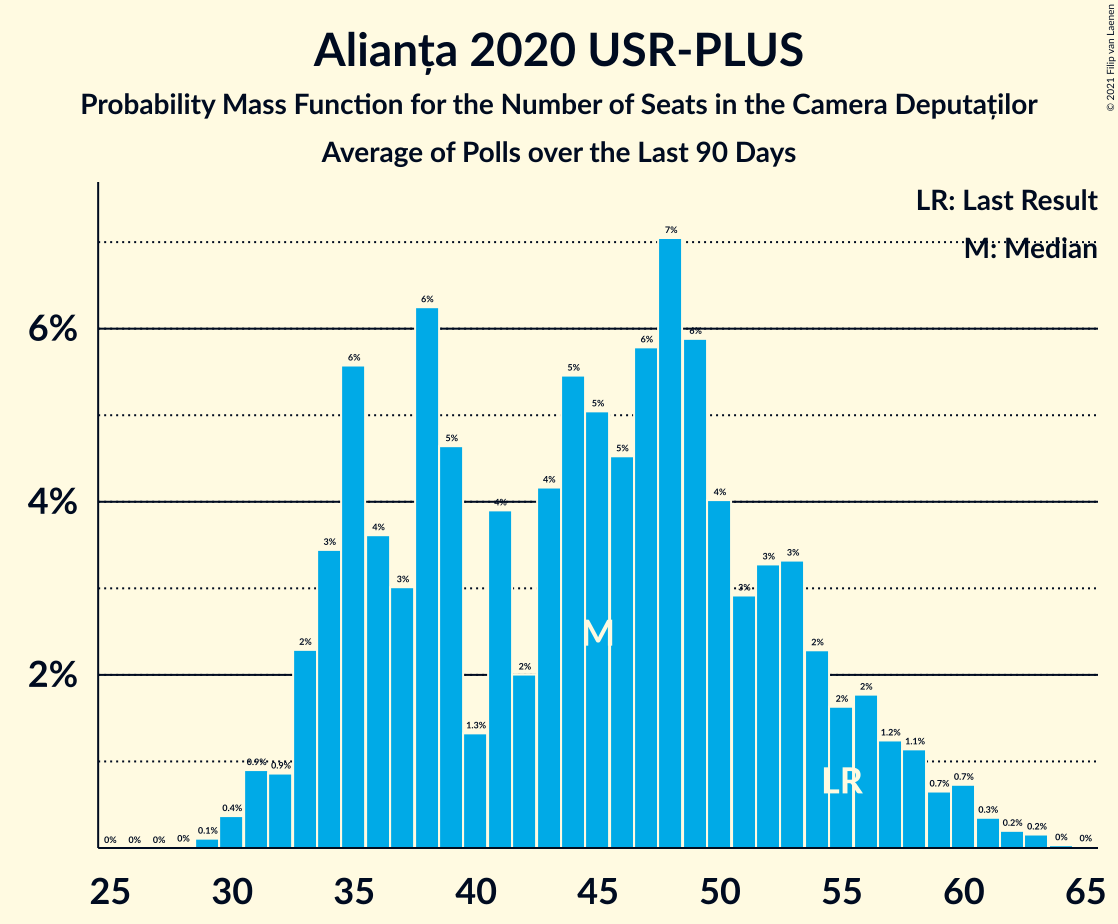 Alianța 2020 USR-PLUS
Probability Mass Function for the Number of Seats in the Camera Deputaților
Average of Polls over the Last 90 Days
© 2021 Filip van Laenen
LR: Last Result
M: Median
6%
4%
2%
0% 0% 0% 0% 0.1% 0.4% 0.9% 0.9% 2% 3% 6% 4% 3% 6% 5% 1.3% 4% 2% 4% 5% 5% 5% 6% 7% 6% 4% 3% 3% 3% 2% 2% 2% 1.2% 1.1% 0.7% 0.7% 0.3% 0.2% 0.2% 0% 0%
M
LR
25 30 35 40 45 50 55 60 65